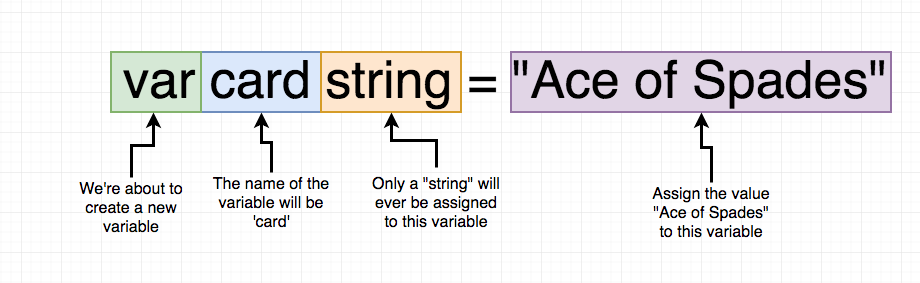 var card string = "Ace of Spades"
We're about to
create a new
variable
The name of the
variable will be
'card'
Only a "string" will
ever be assigned
to this variable
Assign the value
"Ace of Spades"
to this variable